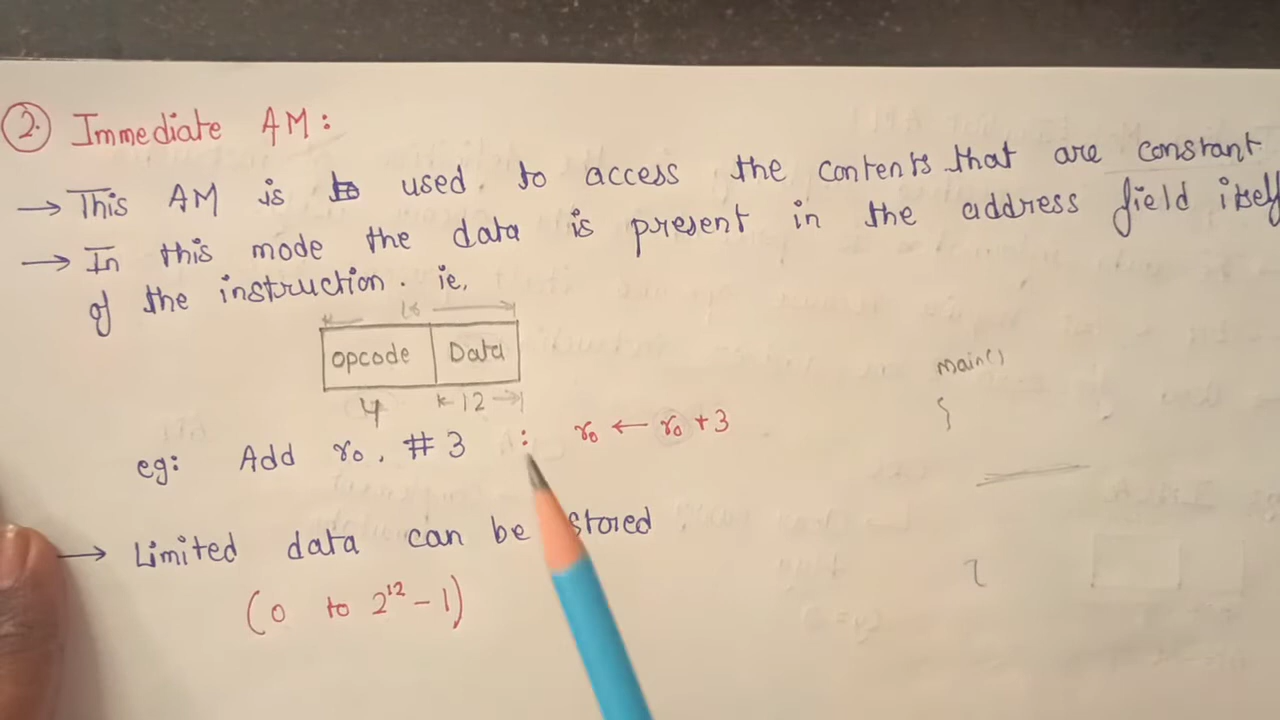 2. Immediate AM:
→ This AM is used to access the contents that are constant
→ In this mode the data is present in the address field itself
of the instruction. ie,
16
opcode Data
4 12
eg: Add r0, #3 : r0 ← r0 + 3
→ Limited data can be stored
(0 to 2¹² - 1)
main()
{